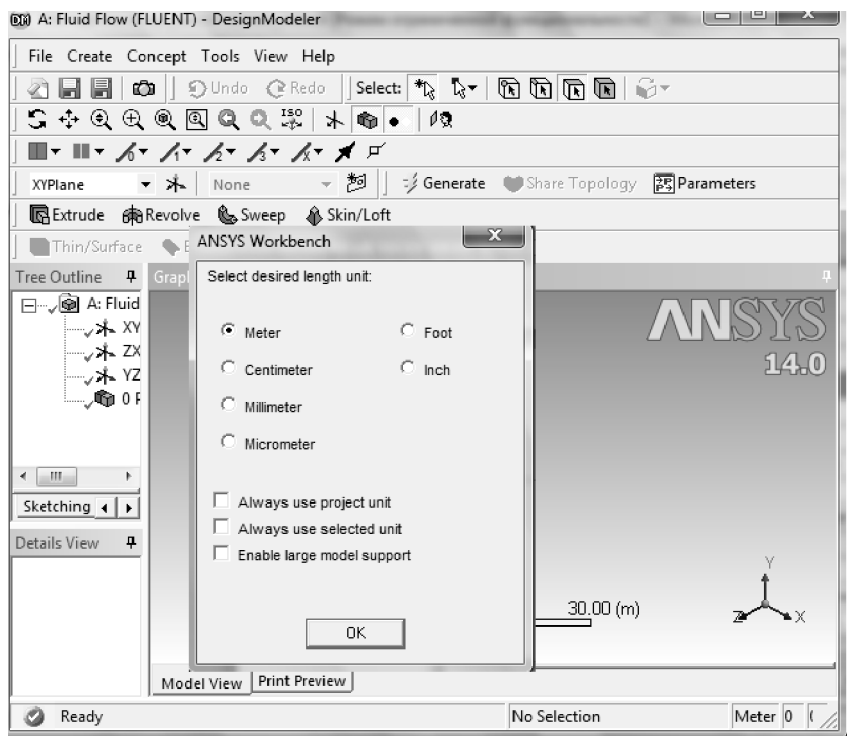 A: Fluid Flow (FLUENT) - DesignModeler
File Create Concept Tools View Help
Undo Redo Select:
ISO
XYPlane None Generate Share Topology Parameters
Extrude Revolve Sweep Skin/Loft
Thin/Surface
ANSYS Workbench
Tree Outline
Grap
Select desired length unit:
A: Fluid
XY
ZX
YZ
0 P
Meter Foot
Centimeter Inch
Millimeter
Micrometer
Always use project unit
Always use selected unit
Enable large model support
OK
ANSYS
14.0
Sketching
Details View
30.00 (m)
Y
Z X
Model View Print Preview
Ready No Selection Meter 0